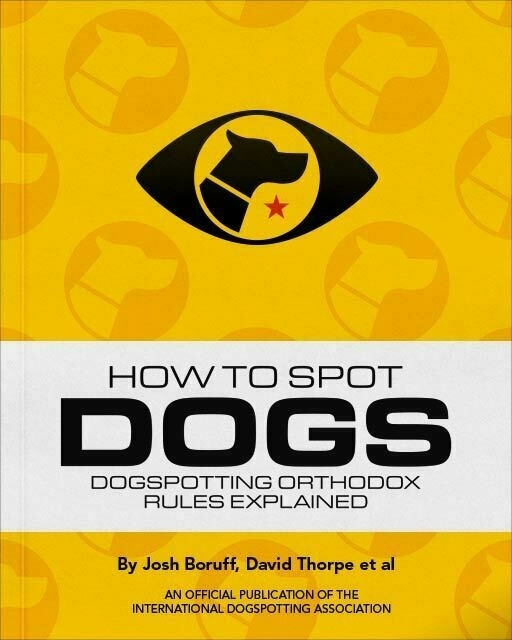 HOW TO SPOT
DOGS
DOGSPOTTING ORTHODOX
RULES EXPLAINED
By Josh Boruff, David Thorpe et al
AN OFFICIAL PUBLICATION OF THE
INTERNATIONAL DOGSPOTTING ASSOCIATION